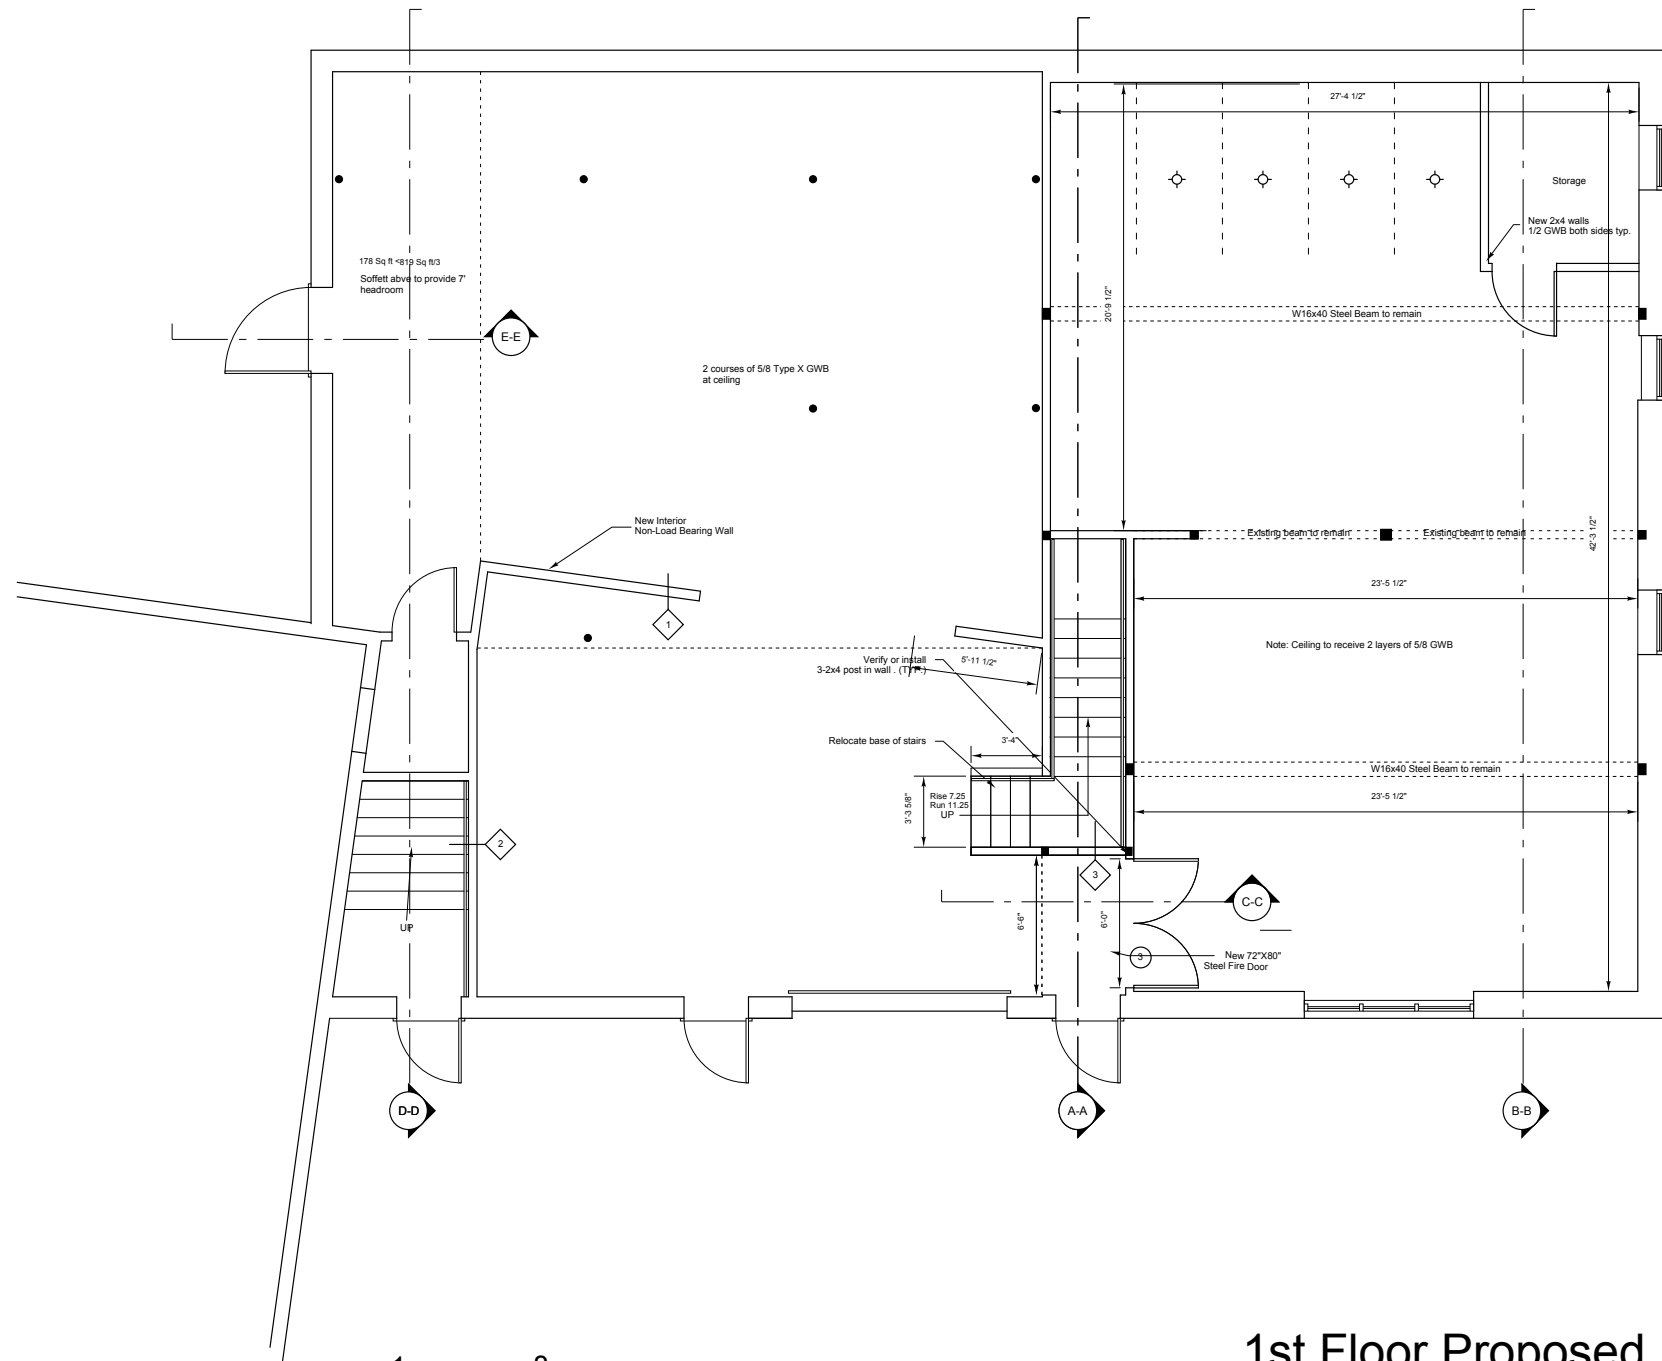 27'-4 1/2"
Storage
New 2x4 walls
1/2 GWB both sides typ.
178 Sq ft <819 Sq ft/3
Soffett abve to provide 7'
headroom
20'-9 1/2"
W16x40 Steel Beam to remain
E-E
2 courses of 5/8 Type X GWB
at ceiling
New Interior
Non-Load Bearing Wall
Existing beam to remain
Existing beam to remain
42'-3 1/2"
23'-5 1/2"
1
Note: Ceiling to receive 2 layers of 5/8 GWB
Verify or install
3-2x4 post in wall . (TYP.)
5'-11 1/2"
Relocate base of stairs
3'-4"
W16x40 Steel Beam to remain
23'-5 1/2"
3'-3 5/8"
Rise 7.25
Run 11.25
UP
2
3
C-C
UP
6'-6"
6'-0"
3
New 72"X80"
Steel Fire Door
D-D
A-A
B-B
1st Floor Proposed